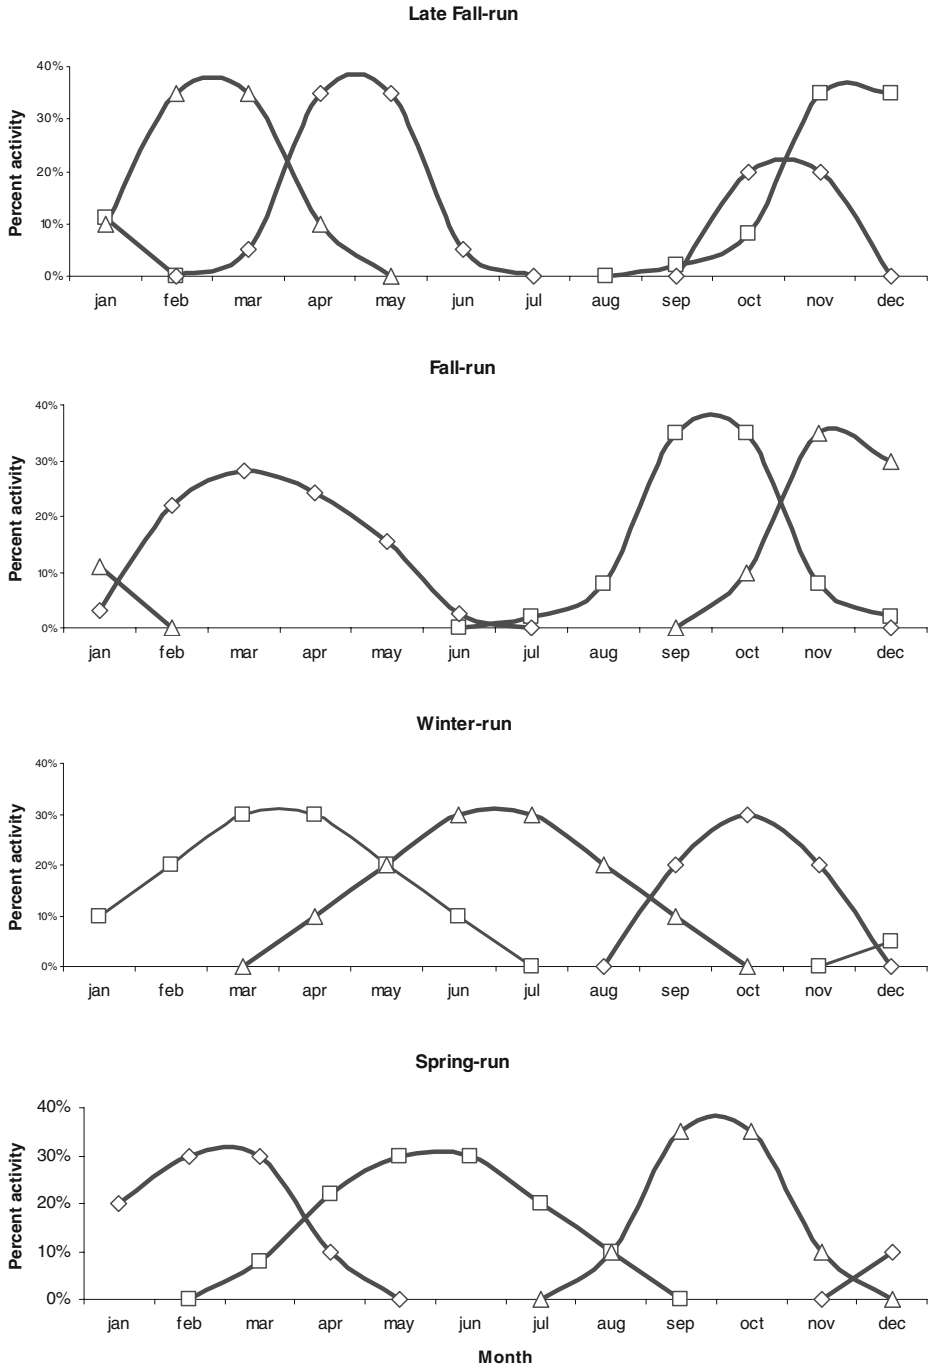 Late Fall-run
40%
30%
20%
10%
0%
Percent activity
jan feb mar apr may jun jul aug sep oct nov dec
Fall-run
40%
30%
20%
10%
0%
Percent activity
jan feb mar apr may jun jul aug sep oct nov dec
Winter-run
40%
30%
20%
10%
0%
Percent activity
jan feb mar apr may jun jul aug sep oct nov dec
Spring-run
40%
30%
20%
10%
0%
Percent activity
jan feb mar apr may jun jul aug sep oct nov dec
Month